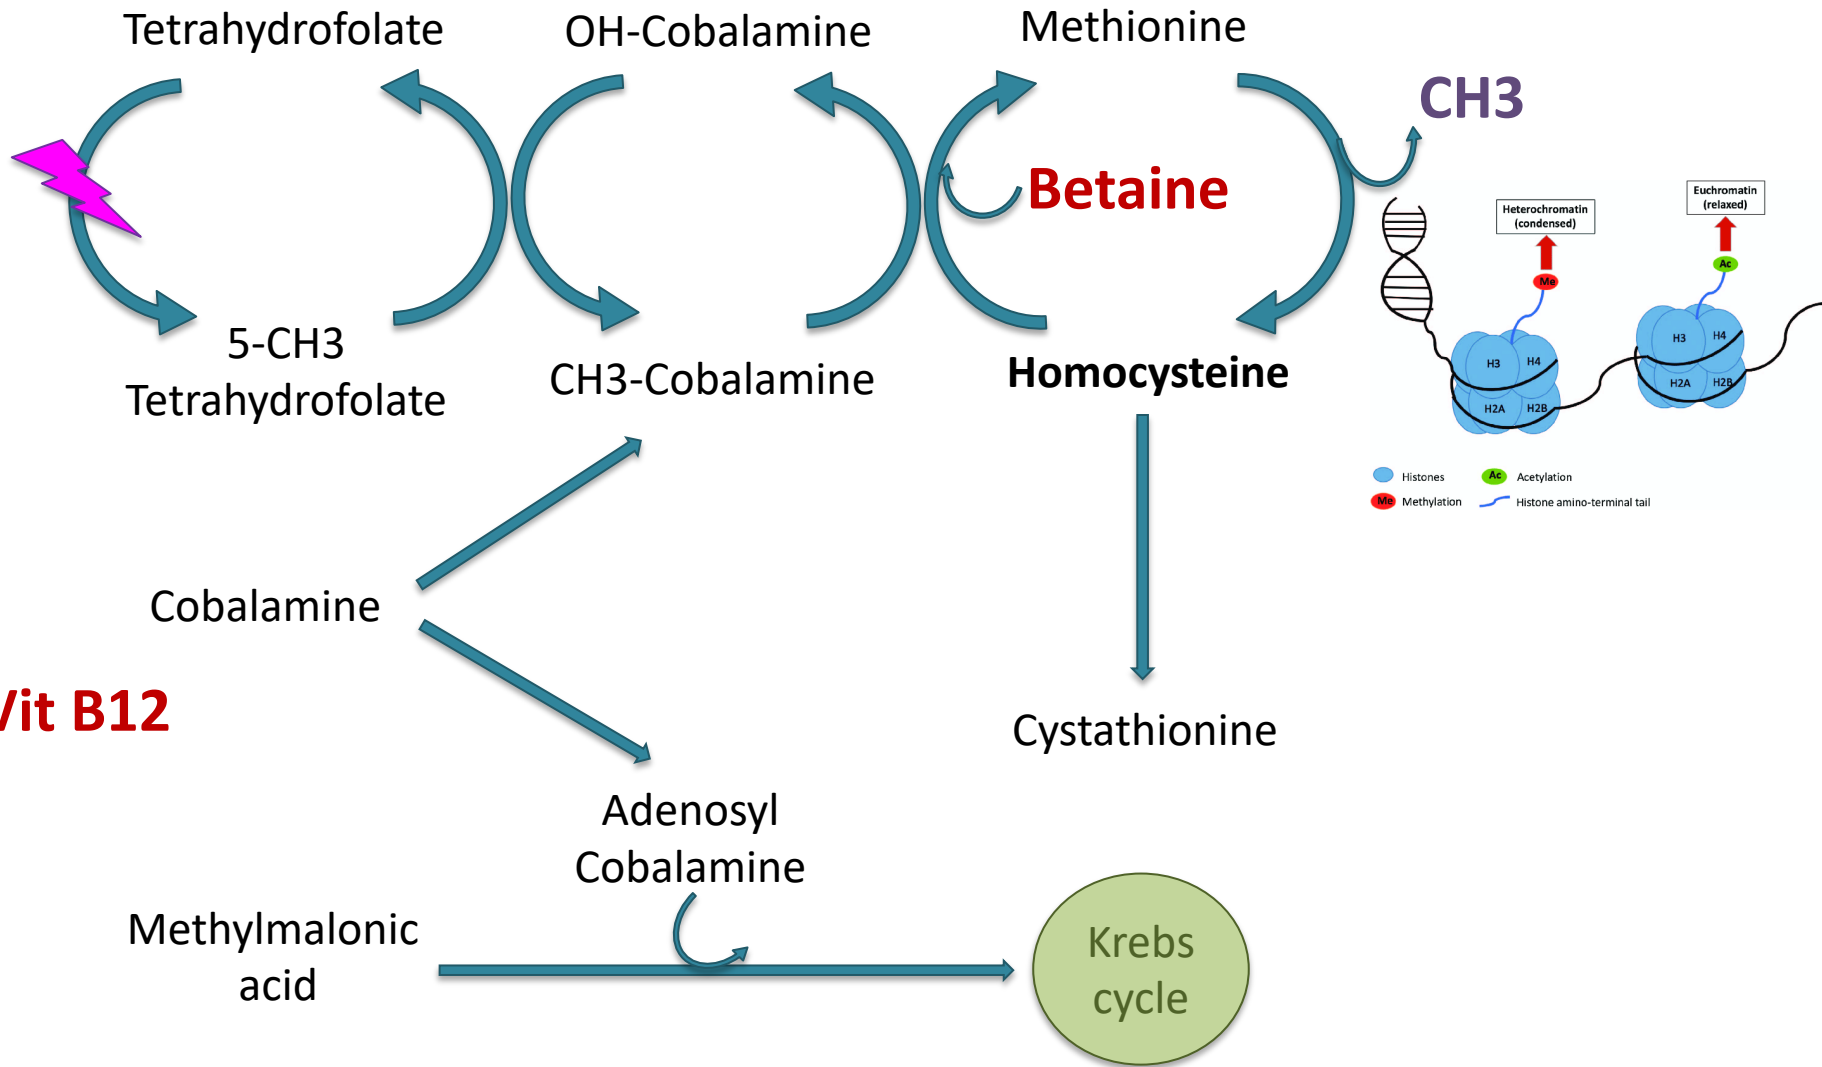 Tetrahydrofolate
OH-Cobalamine
Methionine
CH3
Betaine
Euchromatin
(relaxed)
Heterochromatin
(condensed)
Ac
Me
5-CH3
Tetrahydrofolate
CH3-Cobalamine
Homocysteine
H3
H4
H2A
H2B
H3
H4
H2A
H2B
Histones
Ac
Acetylation
Me
Methylation
Histone amino-terminal tail
Cobalamine
Vit B12
Cystathionine
Adenosyl
Cobalamine
Methylmalonic
acid
Krebs
cycle